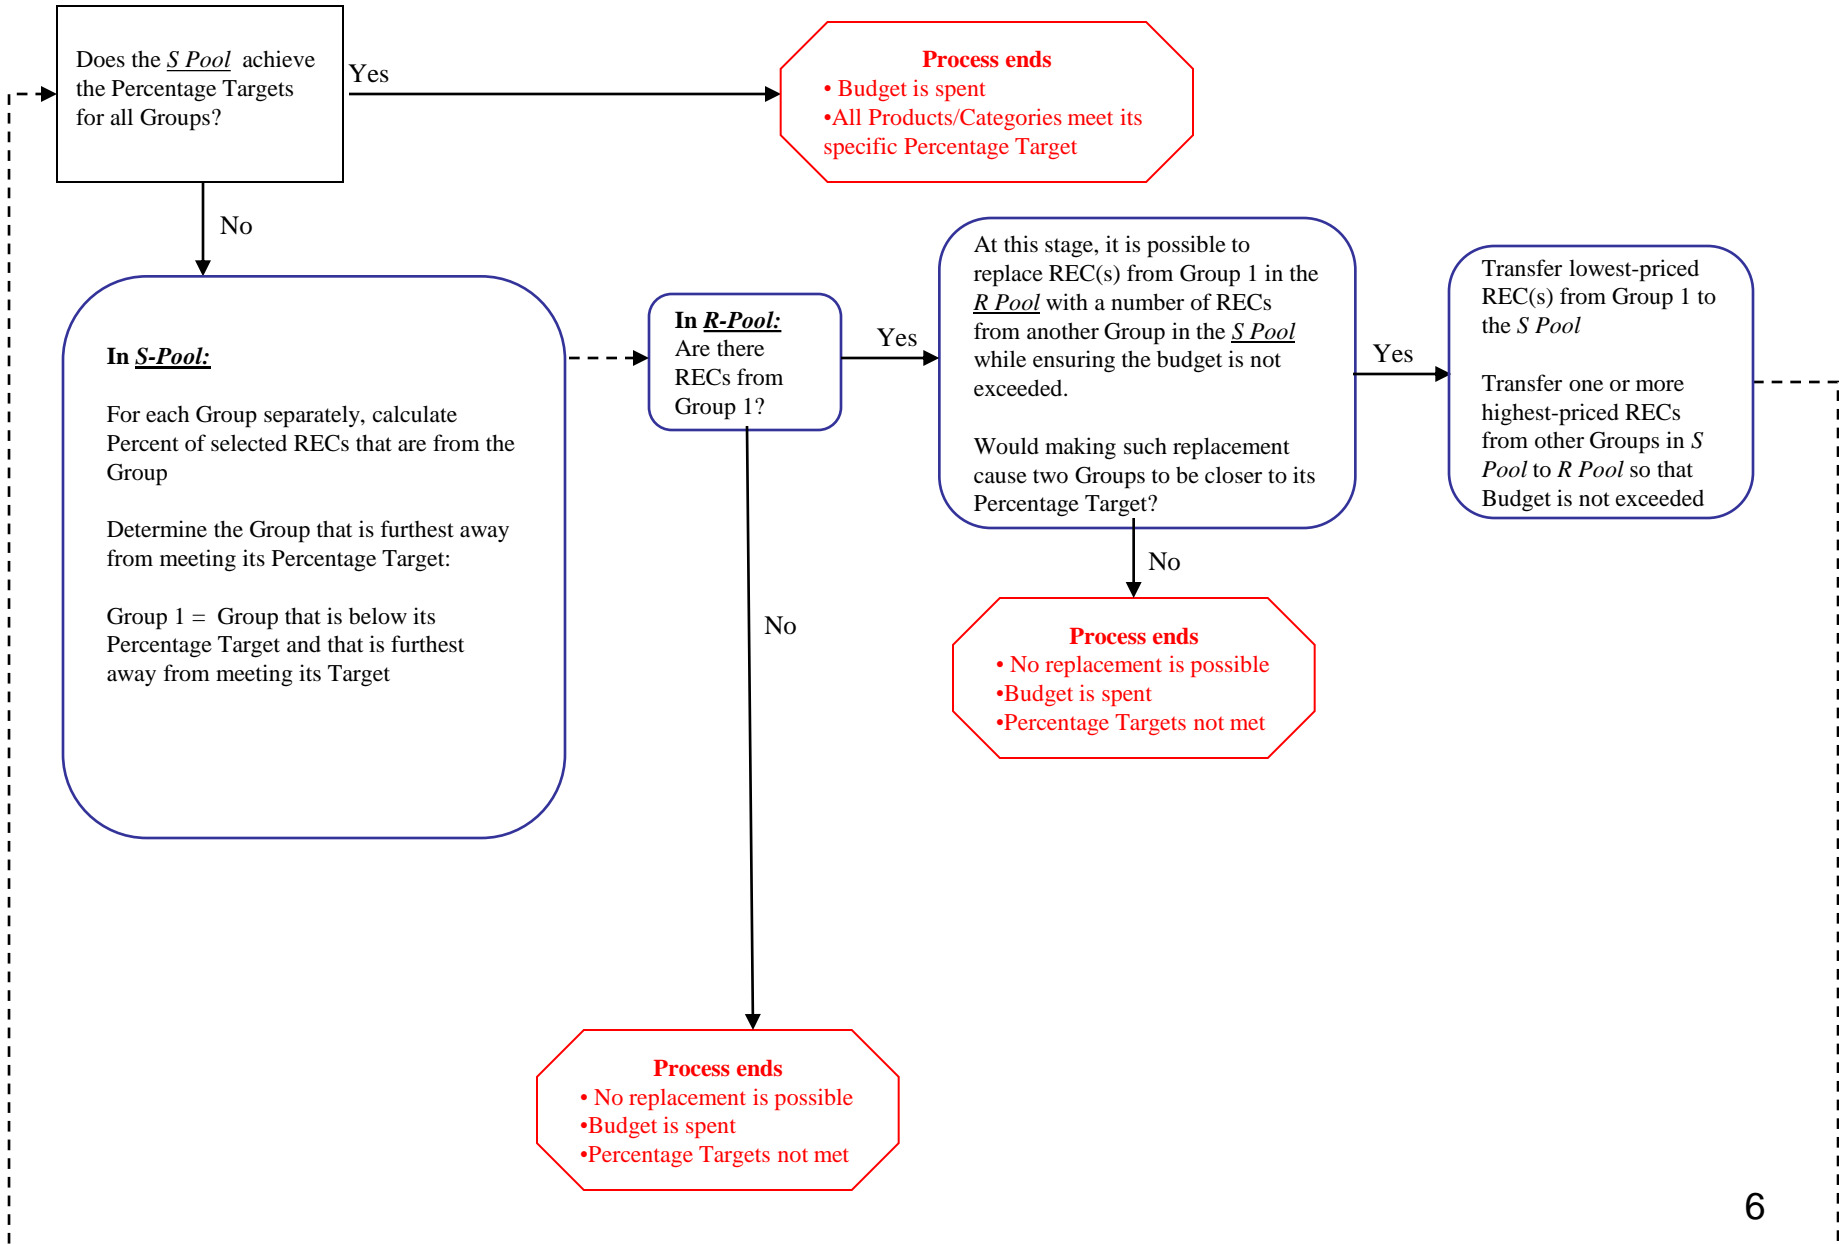 Does the S Pool achieve
the Percentage Targets
for all Groups?
Yes
Process ends
• Budget is spent
•All Products/Categories meet its
specific Percentage Target
No
In S-Pool:
For each Group separately, calculate
Percent of selected RECs that are from the
Group
Determine the Group that is furthest away
from meeting its Percentage Target:
Group 1 = Group that is below its
Percentage Target and that is furthest
away from meeting its Target
In R-Pool:
Are there
RECs from
Group 1?
Yes
At this stage, it is possible to
replace REC(s) from Group 1 in the
R Pool with a number of RECs
from another Group in the S Pool
while ensuring the budget is not
exceeded.
Would making such replacement
cause two Groups to be closer to its
Percentage Target?
Yes
Transfer lowest-priced
REC(s) from Group 1 to
the S Pool
Transfer one or more
highest-priced RECs
from other Groups in S
Pool to R Pool so that
Budget is not exceeded
No
Process ends
• No replacement is possible
•Budget is spent
•Percentage Targets not met
No
Process ends
• No replacement is possible
•Budget is spent
•Percentage Targets not met
6